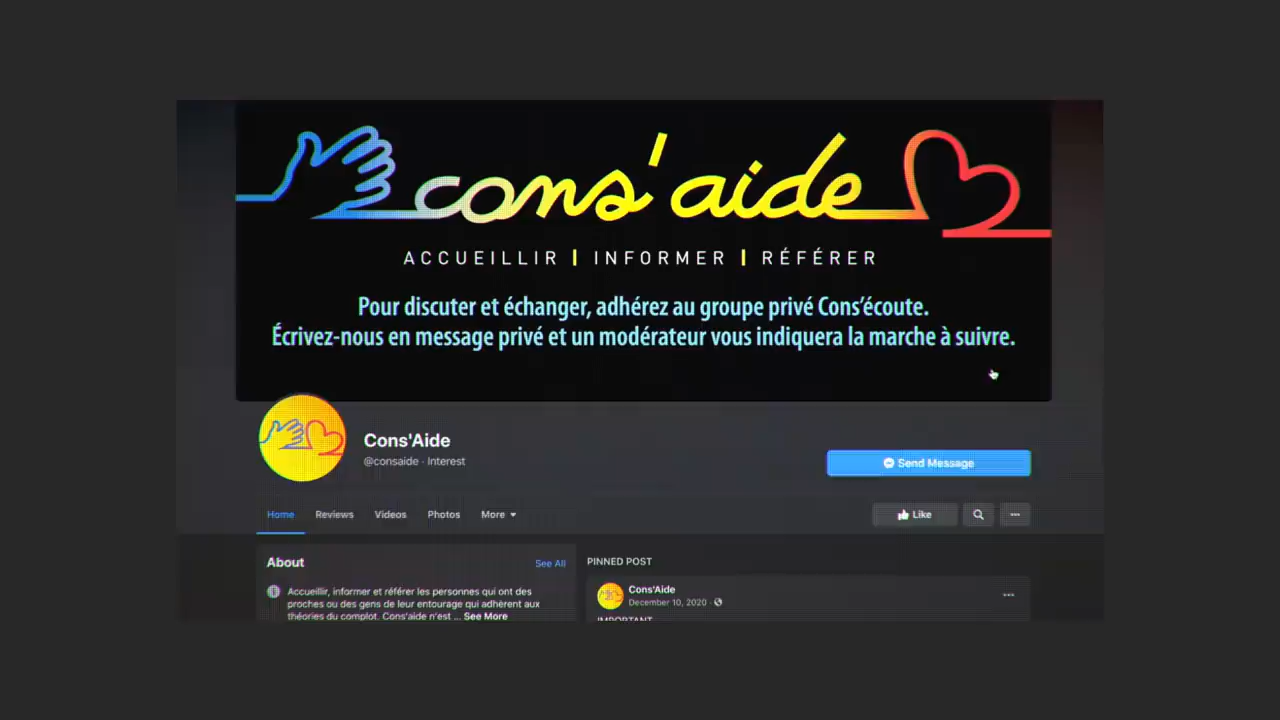 cons'aide
ACCUEILLIR | INFORMER | RÉFÉRER
Pour discuter et échanger, adhérez au groupe privé Cons'écoute.
Écrivez-nous en message privé et un modérateur vous indiquera la marche à suivre.
Cons'Aide
@consaide · Interest
Send Message
Home Reviews Videos Photos More
Like
About
See All
Accueillir, informer et référer les personnes qui ont des
proches ou des gens de leur entourage qui adhèrent aux
théories du complot. Cons'aide n'est ... See More
PINNED POST
Cons'Aide
December 10, 2020 ·
IMPORTANT